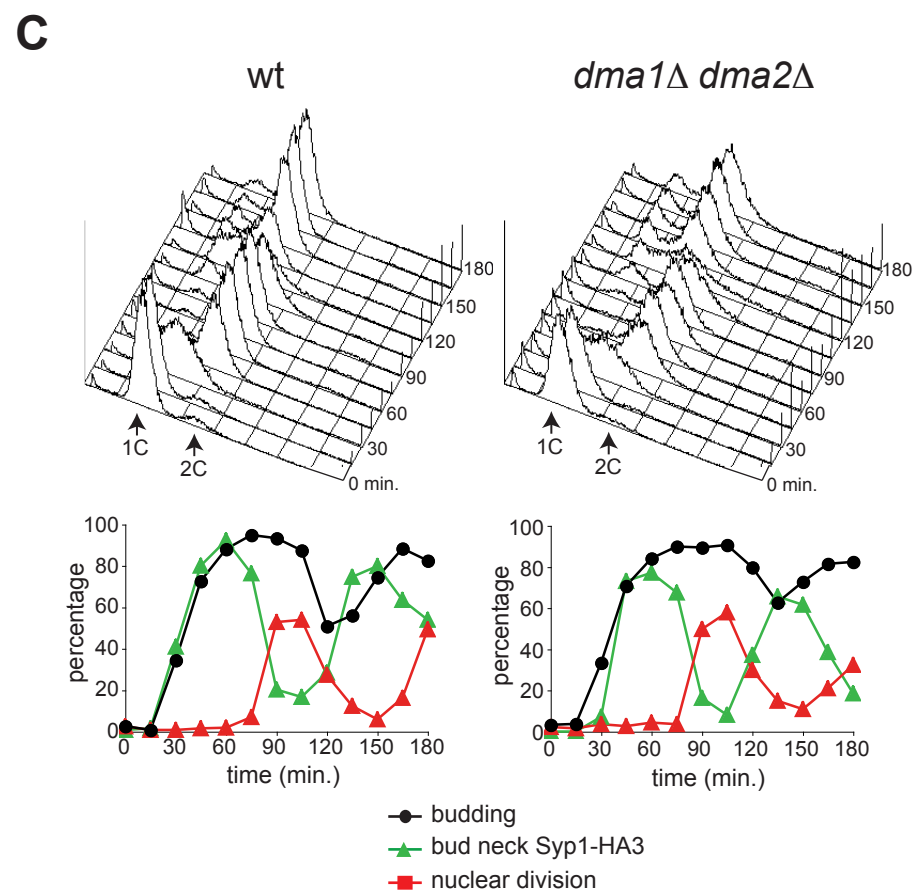 C
wt
dma1Δ dma2Δ
180
150
120
90
60
30
0 min.
1C
2C
180
150
120
90
60
30
0 min.
1C
2C
percentage
100
80
60
40
20
0
0 30 60 90 120 150 180
time (min.)
percentage
100
80
60
40
20
0
0 30 60 90 120 150 180
time (min.)
budding
bud neck Syp1-HA3
nuclear division